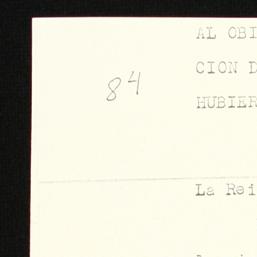 AL OBI
84
CION D
HUBIER
La Rei